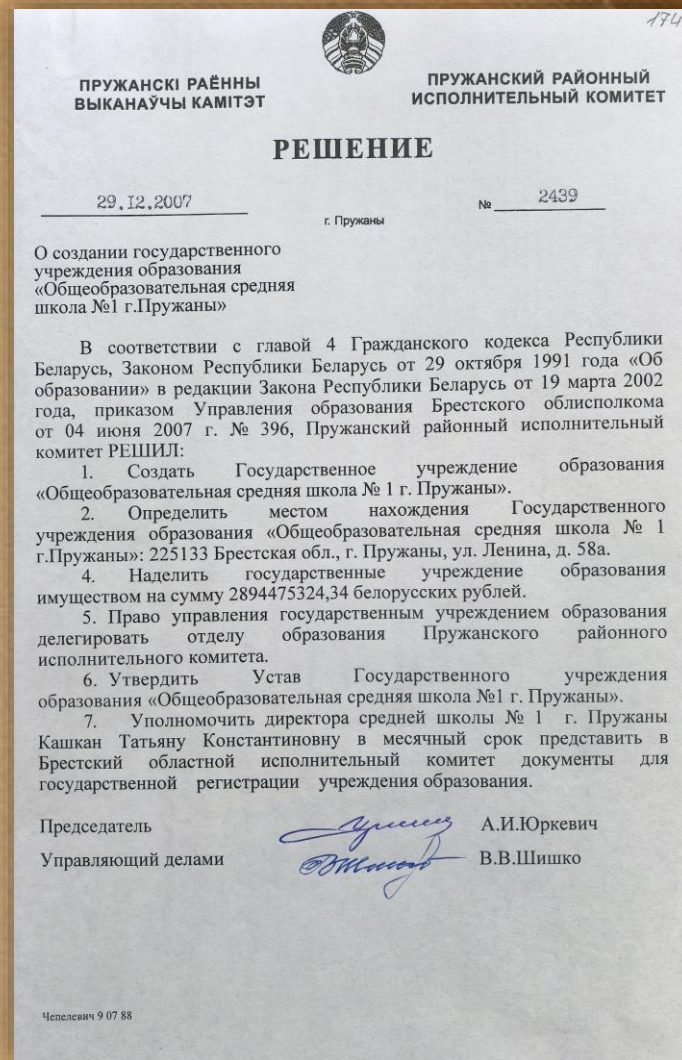 174
ПРУЖАНСКІ РАЁННЫ
ВЫКАНАЎЧЫ КАМІТЭТ
ПРУЖАНСКИЙ РАЙОННЫЙ
ИСПОЛНИТЕЛЬНЫЙ КОМИТЕТ
РЕШЕНИЕ
29.I2.2007
№ 2439
г. Пружаны
О создании государственного
учреждения образования
«Общеобразовательная средняя
школа №1 г.Пружаны»
В соответствии с главой 4 Гражданского кодекса Республики
Беларусь, Законом Республики Беларусь от 29 октября 1991 года «Об
образовании» в редакции Закона Республики Беларусь от 19 марта 2002
года, приказом Управления образования Брестского облисполкома
от 04 июня 2007 г. № 396, Пружанский районный исполнительный
комитет РЕШИЛ:
1. Создать Государственное учреждение образования
«Общеобразовательная средняя школа № 1 г. Пружаны».
2. Определить местом нахождения Государственного
учреждения образования «Общеобразовательная средняя школа № 1
г.Пружаны»: 225133 Брестская обл., г. Пружаны, ул. Ленина, д. 58а.
4. Наделить государственные учреждение образования
имуществом на сумму 2894475324,34 белорусских рублей.
5. Право управления государственным учреждением образования
делегировать отделу образования Пружанского районного
исполнительного комитета.
6. Утвердить Устав Государственного учреждения
образования «Общеобразовательная средняя школа №1 г. Пружаны».
7. Уполномочить директора средней школы № 1 г. Пружаны
Кашкан Татьяну Константиновну в месячный срок представить в
Брестский областной исполнительный комитет документы для
государственной регистрации учреждения образования.
Председатель А.И.Юркевич
Управляющий делами В.В.Шишко
Чепелевич 9 07 88